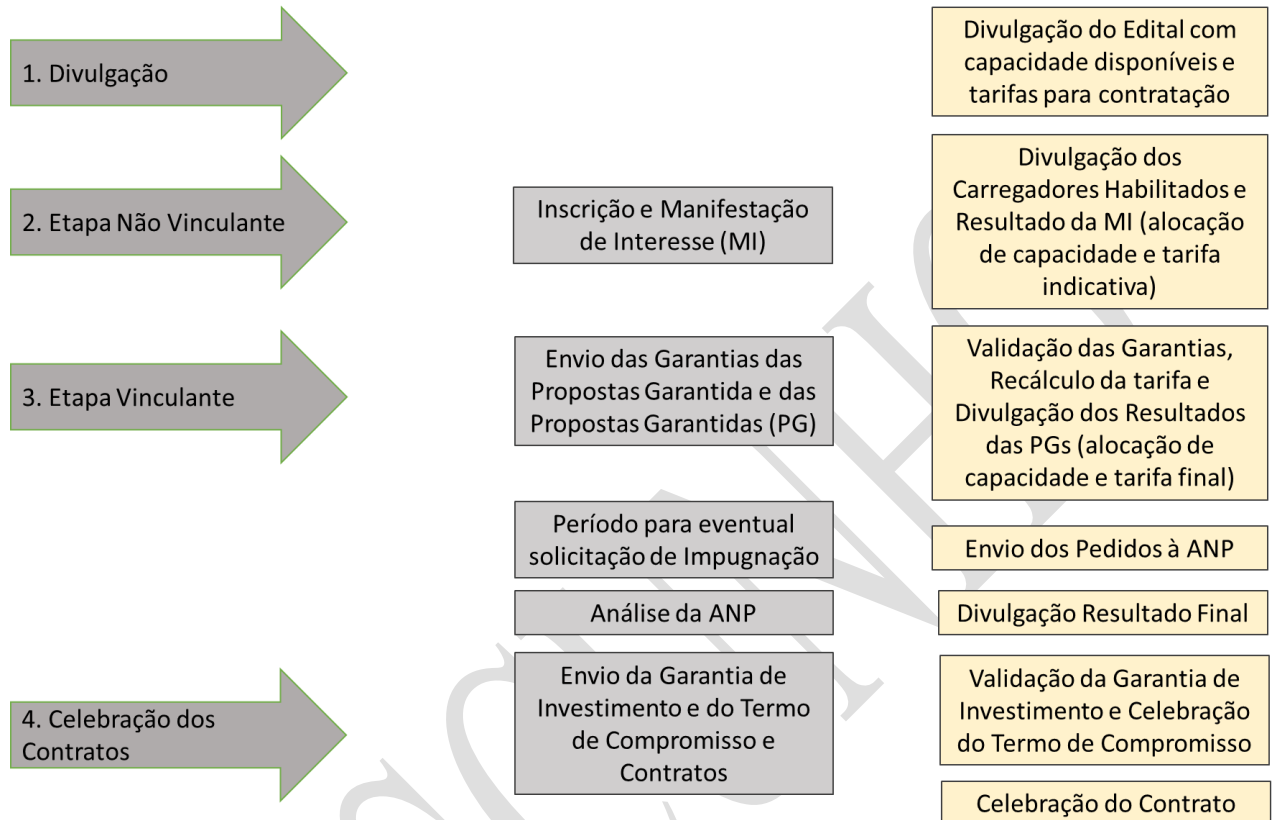 1. Divulgação
Divulgação do Edital com
capacidade disponíveis e
tarifas para contratação
2. Etapa Não Vinculante
Inscrição e Manifestação
de Interesse (MI)
Divulgação dos
Carregadores Habilitados e
Resultado da MI (alocação
de capacidade e tarifa
indicativa)
3. Etapa Vinculante
Envio das Garantias das
Propostas Garantida e das
Propostas Garantidas (PG)
Validação das Garantias,
Recálculo da tarifa e
Divulgação dos Resultados
das PGs (alocação de
capacidade e tarifa final)
Período para eventual
solicitação de Impugnação
Envio dos Pedidos à ANP
Análise da ANP
Divulgação Resultado Final
4. Celebração dos
Contratos
Envio da Garantia de
Investimento e do Termo
de Compromisso e
Contratos
Validação da Garantia de
Investimento e Celebração
do Termo de Compromisso
Celebração do Contrato